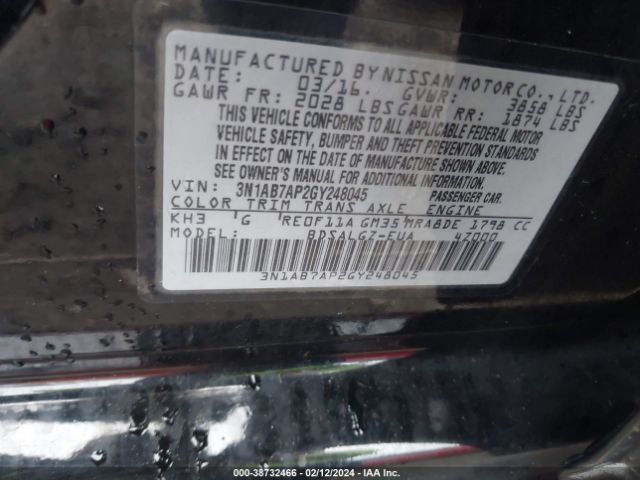 MANUFACTURED BY NISSAN MOTOR CO., LTD.
DATE: 03/16. GVWR: 3858 LBS
GAWR FR: 2028 LBS GAWR RR: 1874 LBS
THIS VEHICLE CONFORMS TO ALL APPLICABLE FEDERAL MOTOR
VEHICLE SAFETY, BUMPER AND THEFT PREVENTION STANDARDS
IN EFFECT ON THE DATE OF MANUFACTURE SHOWN ABOVE.
SEE OWNER'S MANUAL FOR ADDITIONAL INFORMATION.
VIN: 3N1AB7AP2GY248045 PASSENGER CAR
COLOR TRIM TRANS AXLE ENGINE
KH3 G RE0F11A GM35 MRA8DE 1798 CC
MODEL: BDSALGZ-EUA 4Z000
3N1AB7AP2GY248045
000-38732466 - 02/12/2024 - IAA Inc.